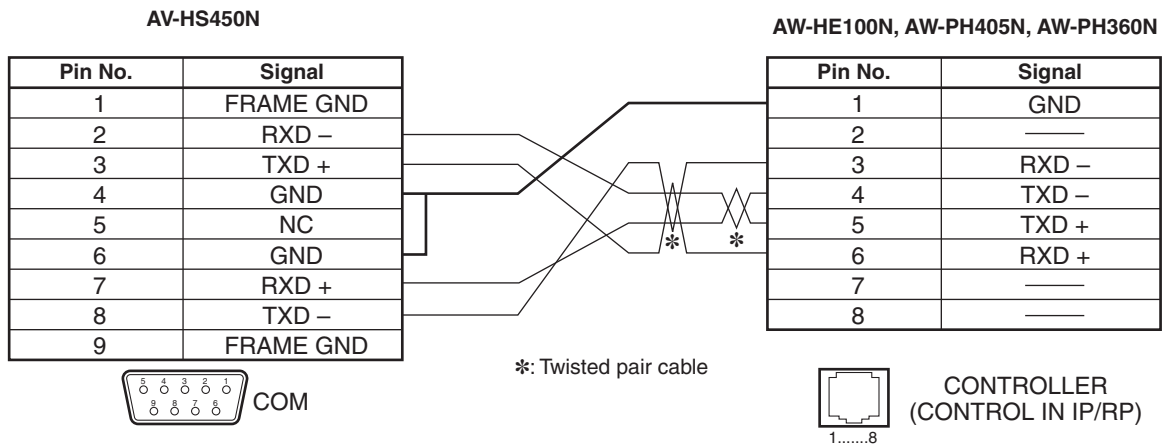 AV-HS450N
Pin No. Signal
1 FRAME GND
2 RXD –
3 TXD +
4 GND
5 NC
6 GND
7 RXD +
8 TXD –
9 FRAME GND
5 4 3 2 1
9 8 7 6
COM
✻ ✻
✻: Twisted pair cable
AW-HE100N, AW-PH405N, AW-PH360N
Pin No. Signal
1 GND
2 ——
3 RXD –
4 TXD –
5 TXD +
6 RXD +
7 ——
8 ——
1.......8
CONTROLLER
(CONTROL IN IP/RP)